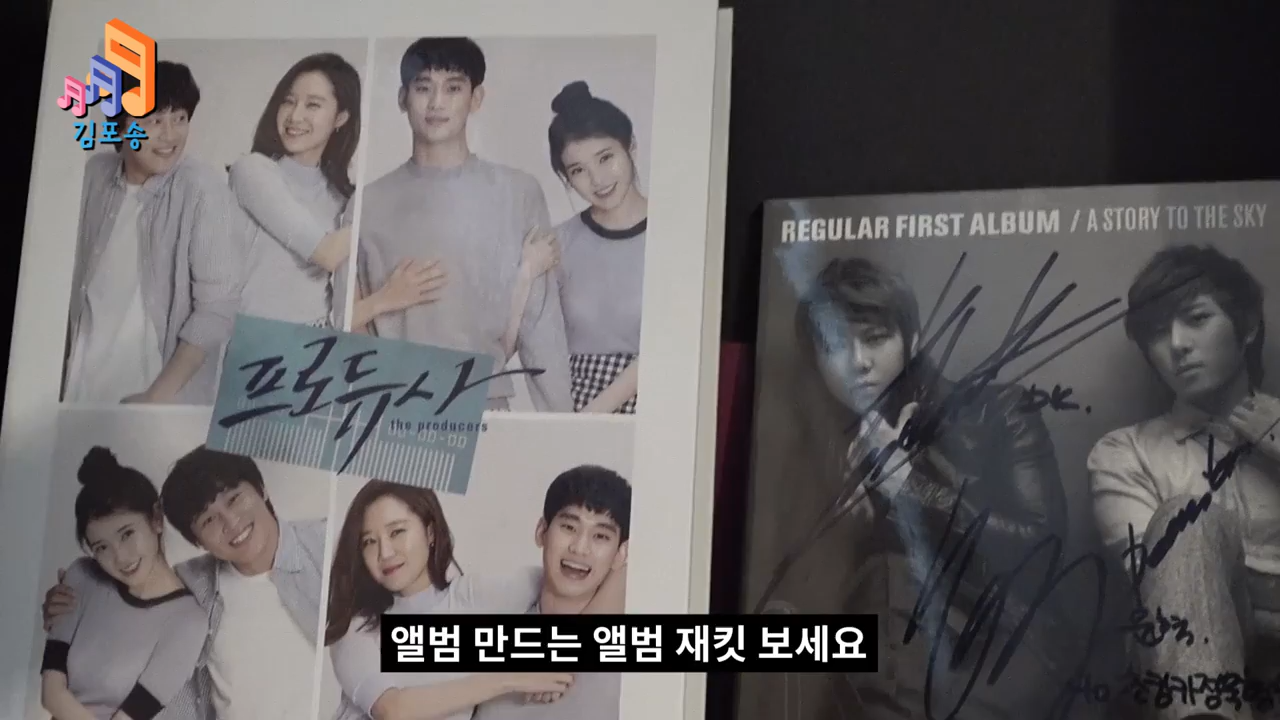 김포송
프로듀사
the producers
REGULAR FIRST ALBUM / A STORY TO THE SKY
DK.
앨범 만드는 앨범 재킷 보세요